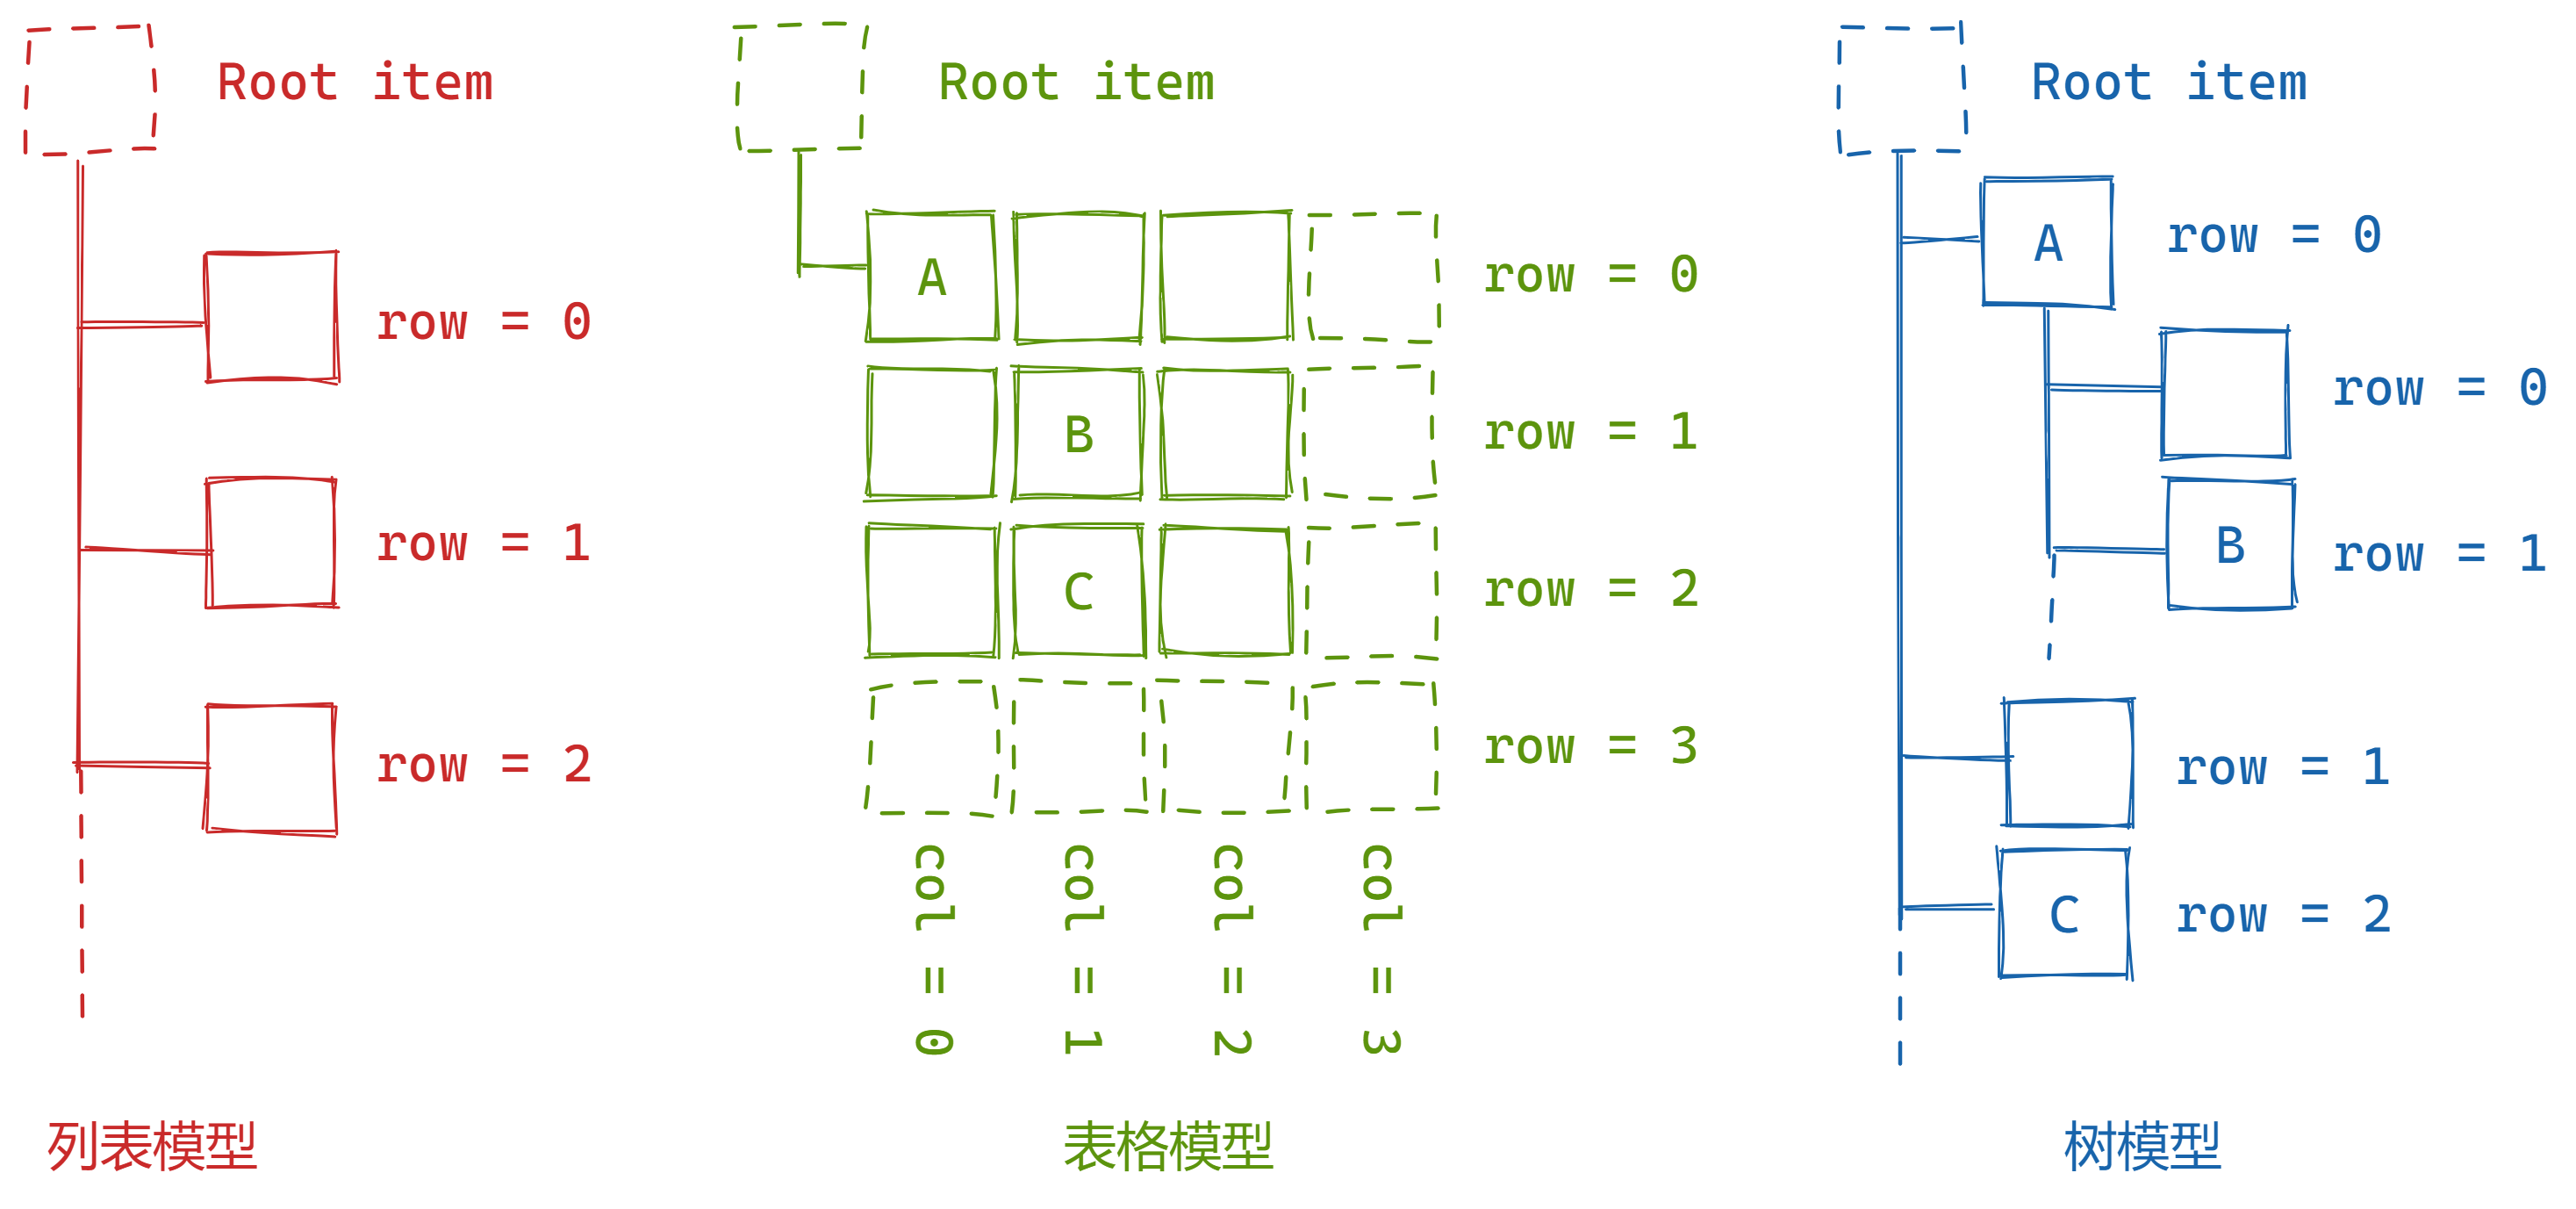 Root item
row = 0
row = 1
row = 2
列表模型
Root item
A
row = 0
B
row = 1
C
row = 2
row = 3
col = 0
col = 1
col = 2
col = 3
表格模型
Root item
A
row = 0
row = 0
B
row = 1
row = 1
C
row = 2
树模型